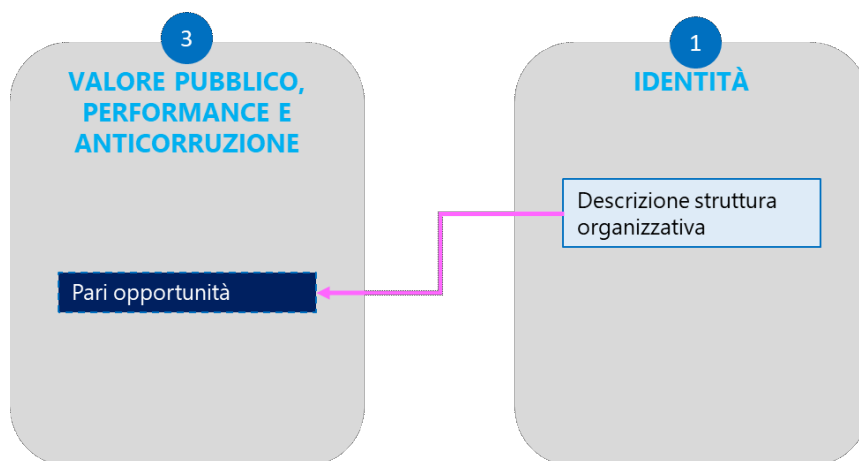 3
VALORE PUBBLICO,
PERFORMANCE E
ANTICORRUZIONE
Pari opportunità
1
IDENTITÀ
Descrizione struttura
organizzativa